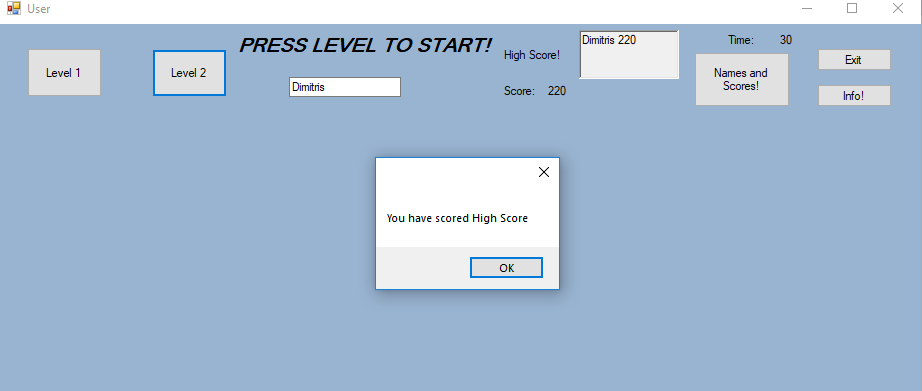 User
Level 1
Level 2
PRESS LEVEL TO START!
Dimitris
High Score!
Dimitris 220
Score: 220
Time: 30
Names and
Scores!
Exit
Info!
You have scored High Score
OK